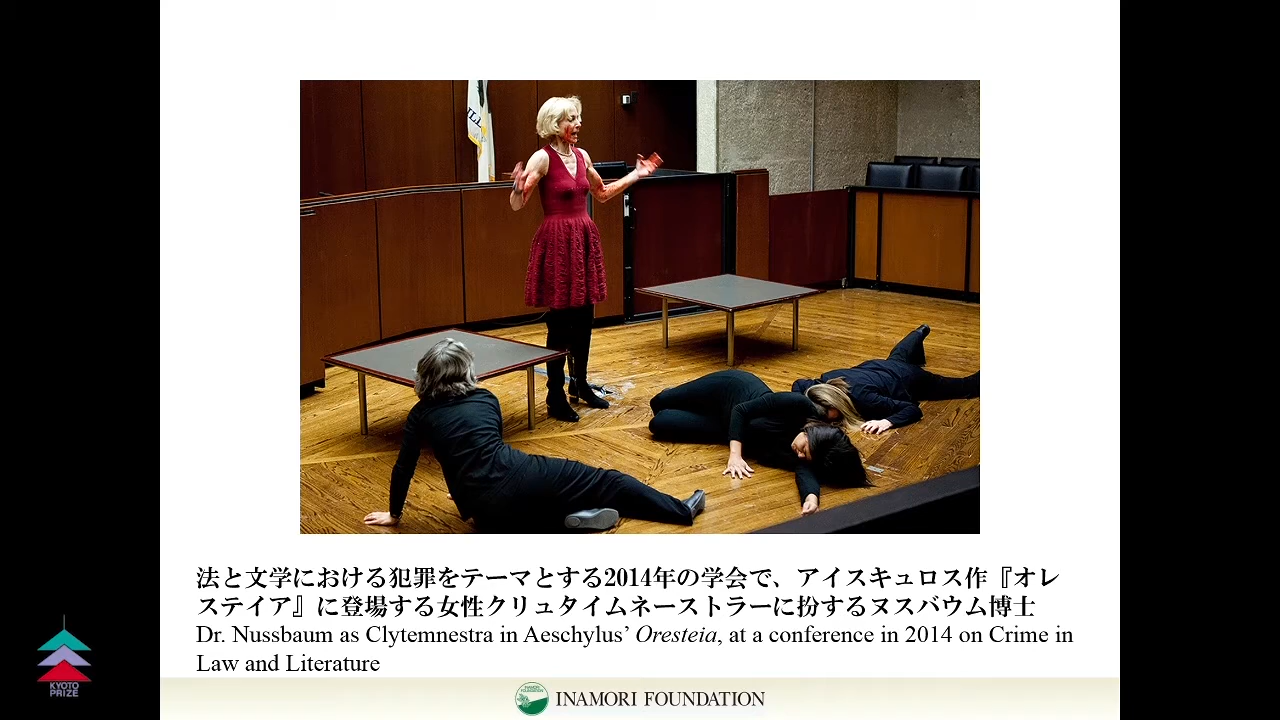 法と文学における犯罪をテーマとする2014年の学会で、アイスキュロス作『オレ
ステイア』に登場する女性クリュタイムネーストラーに扮するヌスバウム博士
Dr. Nussbaum as Clytemnestra in Aeschylus’ Oresteia, at a conference in 2014 on Crime in
Law and Literature
KYOTO
PRIZE
INAMORI FOUNDATION